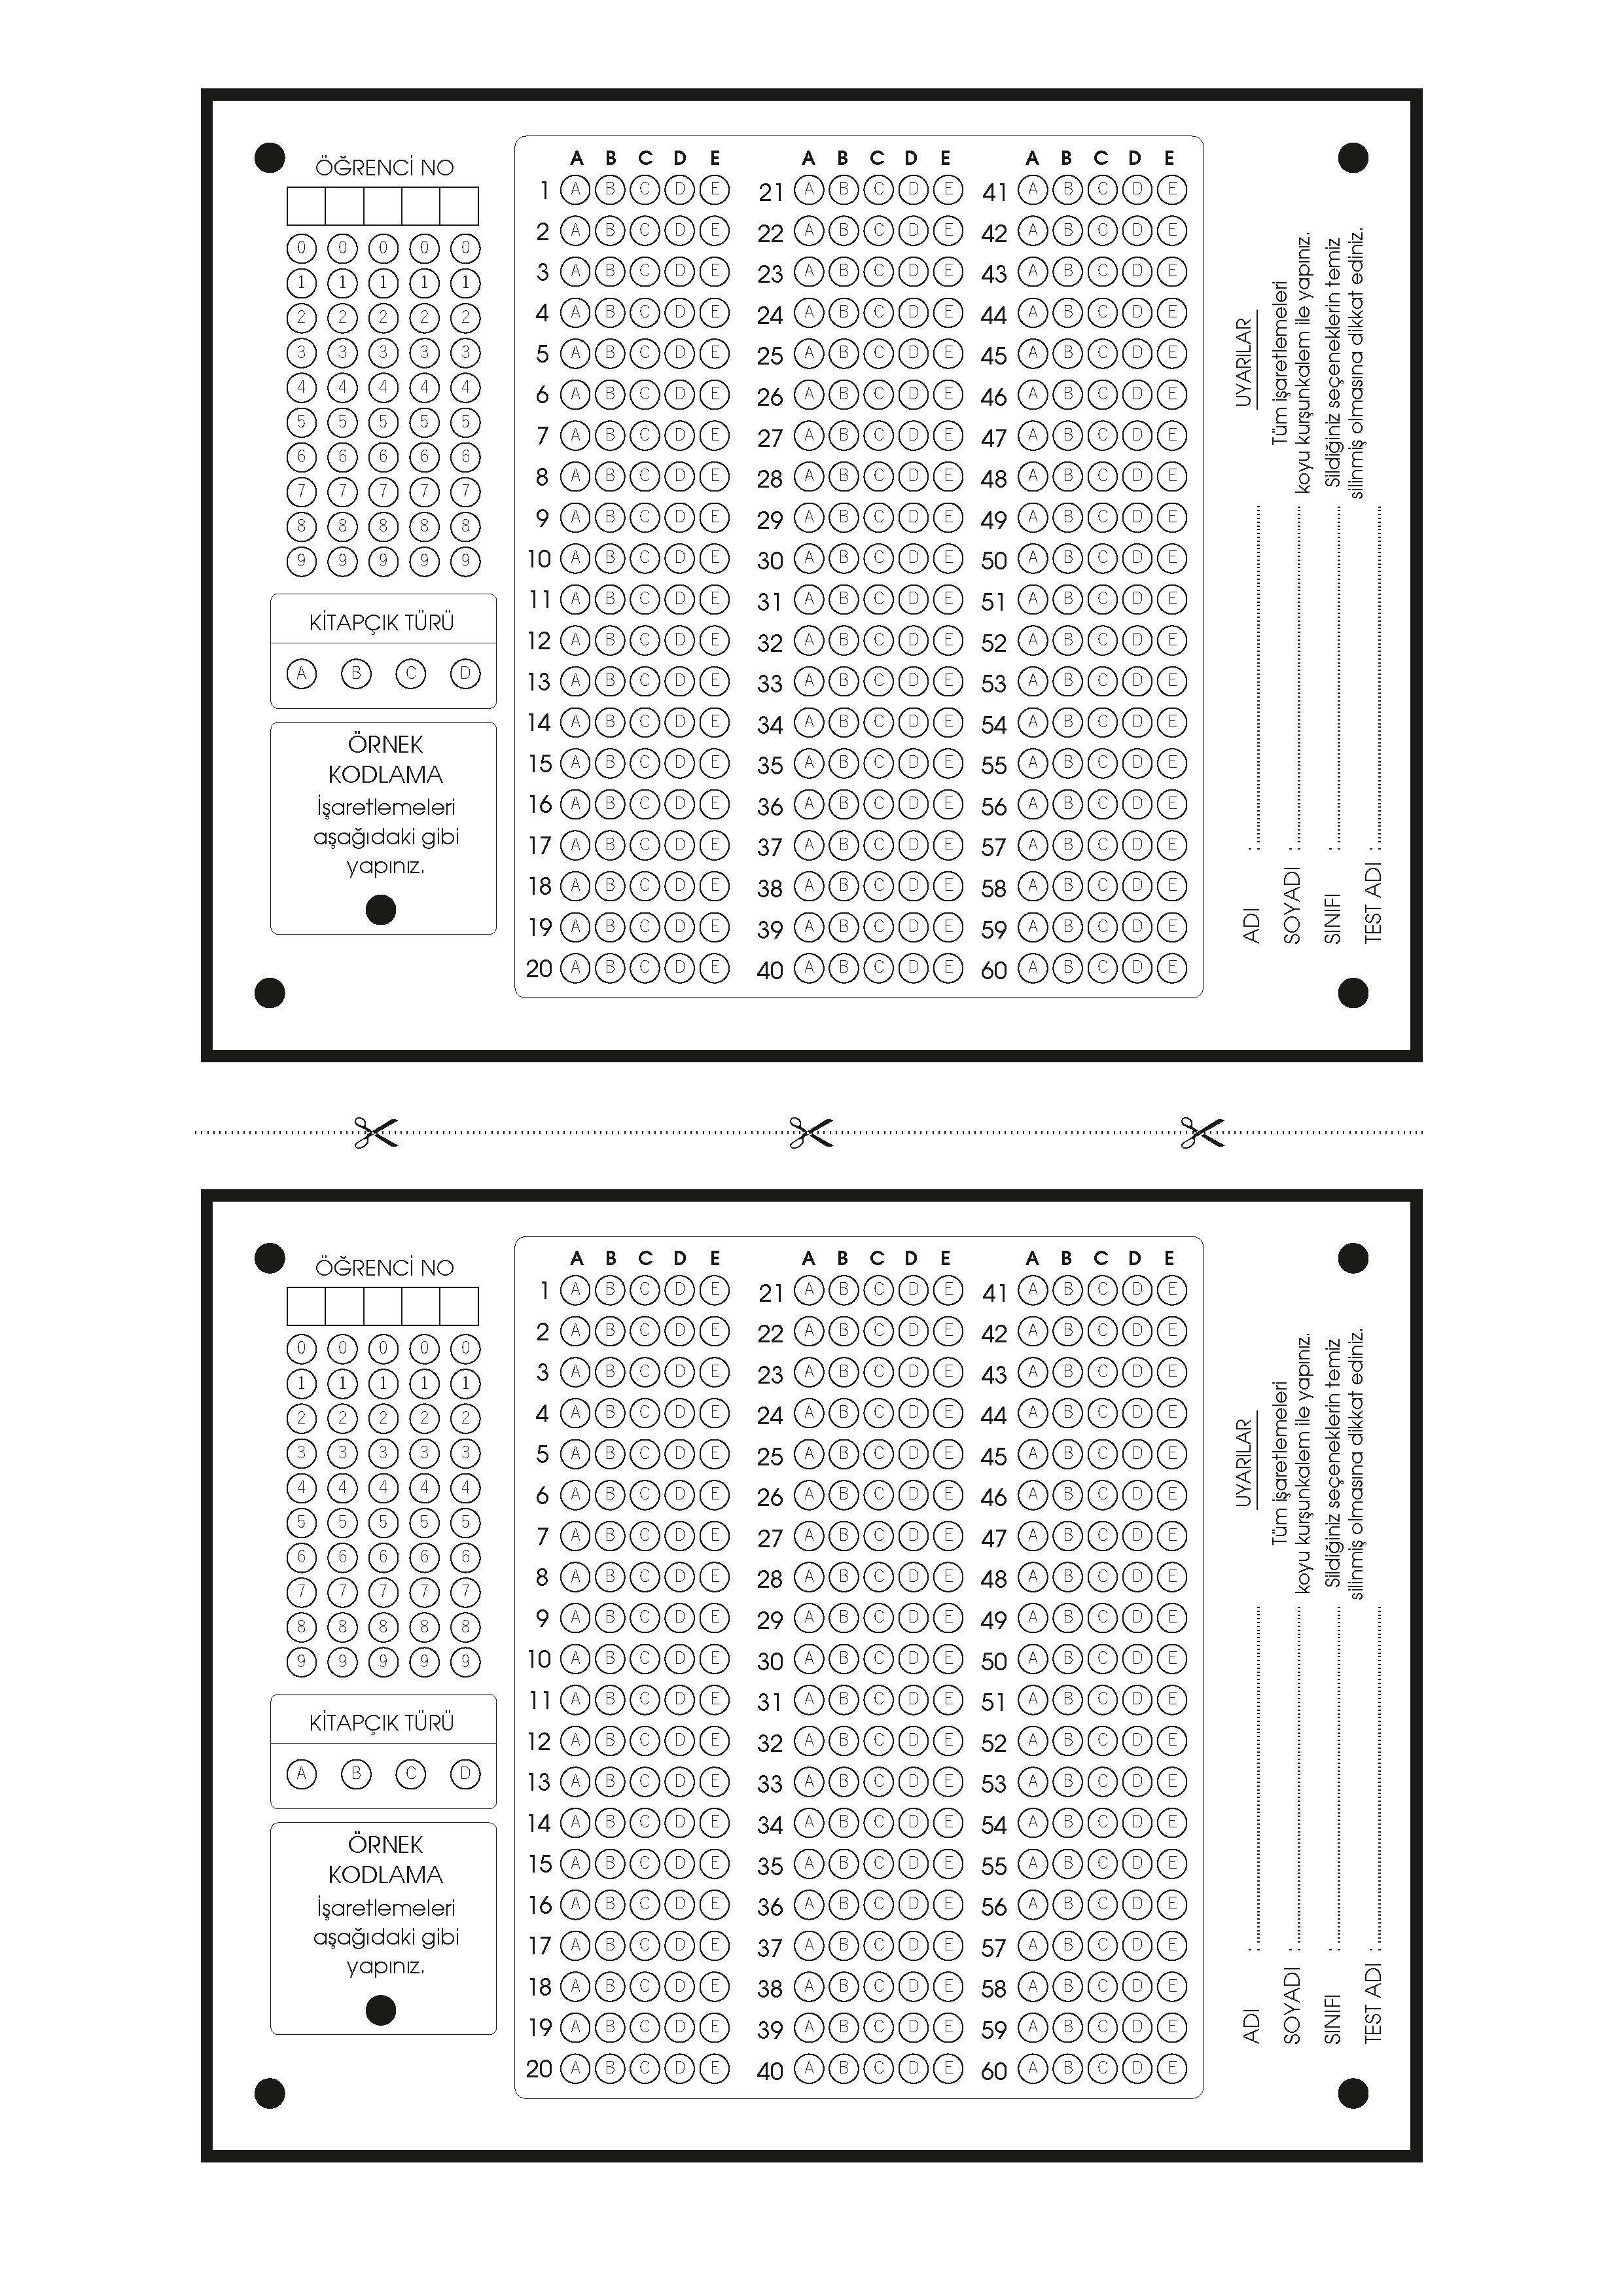 ÖĞRENCİ NO
0 0 0 0 0
1 1 1 1 1
2 2 2 2 2
3 3 3 3 3
4 4 4 4 4
5 5 5 5 5
6 6 6 6 6
7 7 7 7 7
8 8 8 8 8
9 9 9 9 9
KİTAPÇIK TÜRÜ
A B C D
ÖRNEK
KODLAMA
İşaretlemeleri
aşağıdaki gibi
yapınız.
A B C D E A B C D E A B C D E
1 A B C D E 21 A B C D E 41 A B C D E
2 A B C D E 22 A B C D E 42 A B C D E
3 A B C D E 23 A B C D E 43 A B C D E
4 A B C D E 24 A B C D E 44 A B C D E
5 A B C D E 25 A B C D E 45 A B C D E
6 A B C D E 26 A B C D E 46 A B C D E
7 A B C D E 27 A B C D E 47 A B C D E
8 A B C D E 28 A B C D E 48 A B C D E
9 A B C D E 29 A B C D E 49 A B C D E
10 A B C D E 30 A B C D E 50 A B C D E
11 A B C D E 31 A B C D E 51 A B C D E
12 A B C D E 32 A B C D E 52 A B C D E
13 A B C D E 33 A B C D E 53 A B C D E
14 A B C D E 34 A B C D E 54 A B C D E
15 A B C D E 35 A B C D E 55 A B C D E
16 A B C D E 36 A B C D E 56 A B C D E
17 A B C D E 37 A B C D E 57 A B C D E
18 A B C D E 38 A B C D E 58 A B C D E
19 A B C D E 39 A B C D E 59 A B C D E
20 A B C D E 40 A B C D E 60 A B C D E
UYARILAR
Tüm işaretlemeleri
koyu kurşunkalem ile yapınız.
Sildiğiniz seçeneklerin temiz
silinmiş olmasına dikkat ediniz.
ADI :
SOYADI :
SINIFI :
TEST ADI :
ÖĞRENCİ NO
0 0 0 0 0
1 1 1 1 1
2 2 2 2 2
3 3 3 3 3
4 4 4 4 4
5 5 5 5 5
6 6 6 6 6
7 7 7 7 7
8 8 8 8 8
9 9 9 9 9
KİTAPÇIK TÜRÜ
A B C D
ÖRNEK
KODLAMA
İşaretlemeleri
aşağıdaki gibi
yapınız.
A B C D E A B C D E A B C D E
1 A B C D E 21 A B C D E 41 A B C D E
2 A B C D E 22 A B C D E 42 A B C D E
3 A B C D E 23 A B C D E 43 A B C D E
4 A B C D E 24 A B C D E 44 A B C D E
5 A B C D E 25 A B C D E 45 A B C D E
6 A B C D E 26 A B C D E 46 A B C D E
7 A B C D E 27 A B C D E 47 A B C D E
8 A B C D E 28 A B C D E 48 A B C D E
9 A B C D E 29 A B C D E 49 A B C D E
10 A B C D E 30 A B C D E 50 A B C D E
11 A B C D E 31 A B C D E 51 A B C D E
12 A B C D E 32 A B C D E 52 A B C D E
13 A B C D E 33 A B C D E 53 A B C D E
14 A B C D E 34 A B C D E 54 A B C D E
15 A B C D E 35 A B C D E 55 A B C D E
16 A B C D E 36 A B C D E 56 A B C D E
17 A B C D E 37 A B C D E 57 A B C D E
18 A B C D E 38 A B C D E 58 A B C D E
19 A B C D E 39 A B C D E 59 A B C D E
20 A B C D E 40 A B C D E 60 A B C D E
UYARILAR
Tüm işaretlemeleri
koyu kurşunkalem ile yapınız.
Sildiğiniz seçeneklerin temiz
silinmiş olmasına dikkat ediniz.
ADI :
SOYADI :
SINIFI :
TEST ADI :